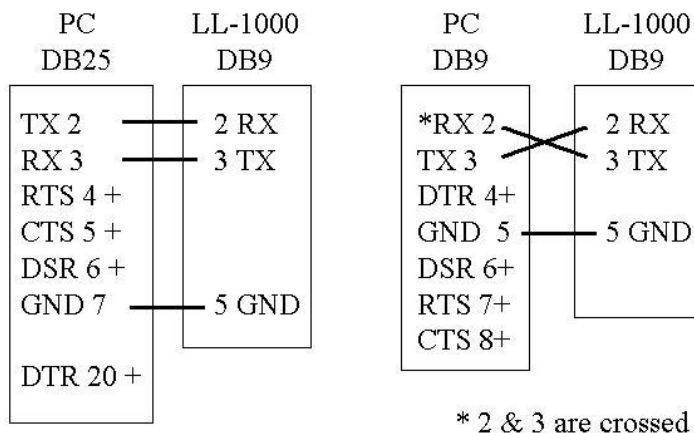 PC
DB25
LL-1000
DB9
TX 2
RX 3
RTS 4 +
CTS 5 +
DSR 6 +
GND 7
DTR 20 +
2 RX
3 TX
5 GND
PC
DB9
LL-1000
DB9
*RX 2
TX 3
DTR 4+
GND 5
DSR 6+
RTS 7+
CTS 8+
2 RX
3 TX
5 GND
* 2 & 3 are crossed